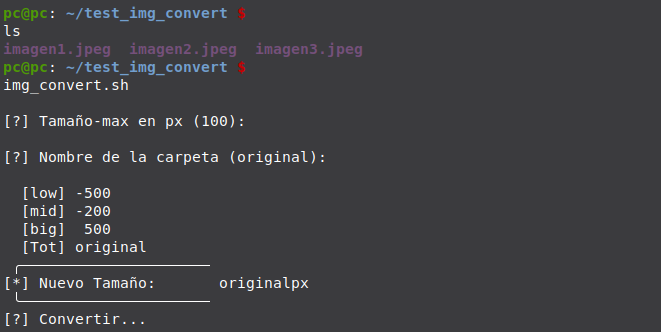 pc@pc: ~/test_img_convert $
ls
imagen1.jpeg  imagen2.jpeg  imagen3.jpeg
pc@pc: ~/test_img_convert $
img_convert.sh
[?] Tamaño-max en px (100):
[?] Nombre de la carpeta (original):
[low] -500
[mid] -200
[big]  500
[Tot] original
[*] Nuevo Tamaño:       originalpx
[?] Convertir...